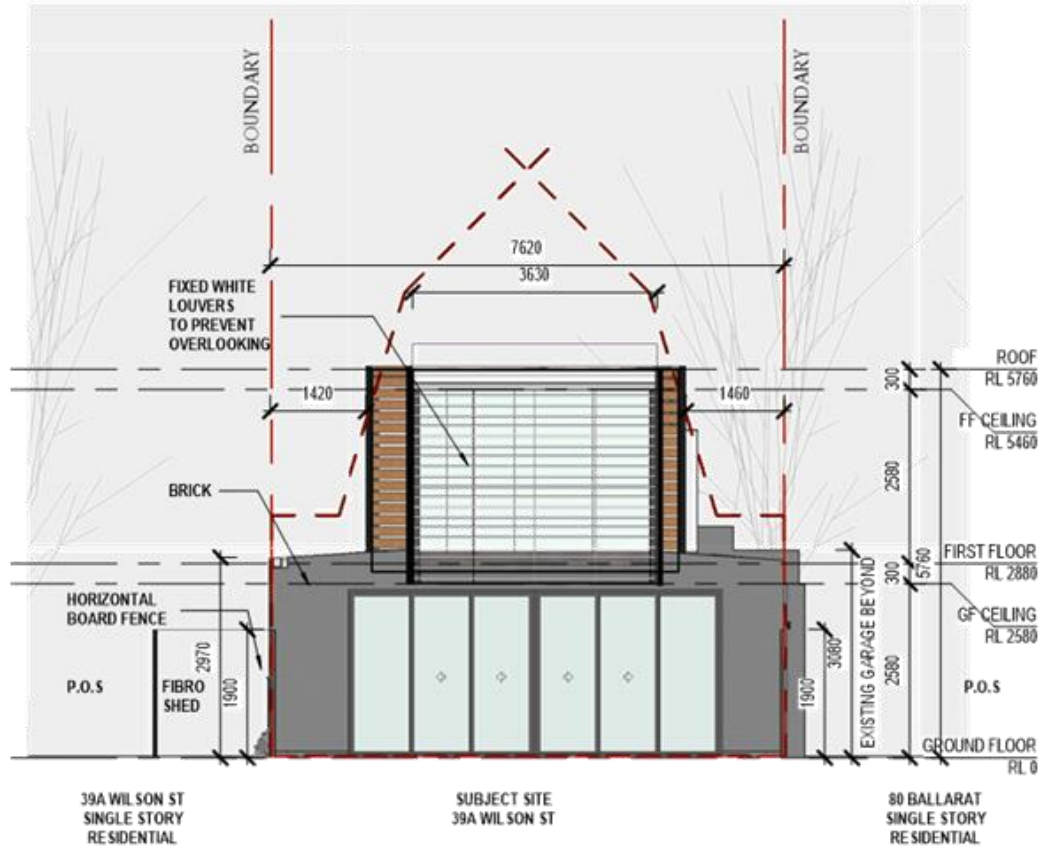 BOUNDARY
BOUNDARY
7620
3630
FIXED WHITE
LOUVERS
TO PREVENT
OVERLOOKING
1420
1460
300
ROOF
RL 5760
FF CEILING
RL 5460
2580
BRICK
5760
FIRST FLOOR
RL 2880
300
GF CEILING
RL 2580
HORIZONTAL
BOARD FENCE
2970
1900
P.O.S
FIBRO
SHED
1900
3080
EXISTING GARAGE BEYOND
2580
P.O.S
GROUND FLOOR
RL 0
39A WILSON ST
SINGLE STORY
RESIDENTIAL
SUBJECT SITE
39A WILSON ST
80 BALLARAT
SINGLE STORY
RESIDENTIAL